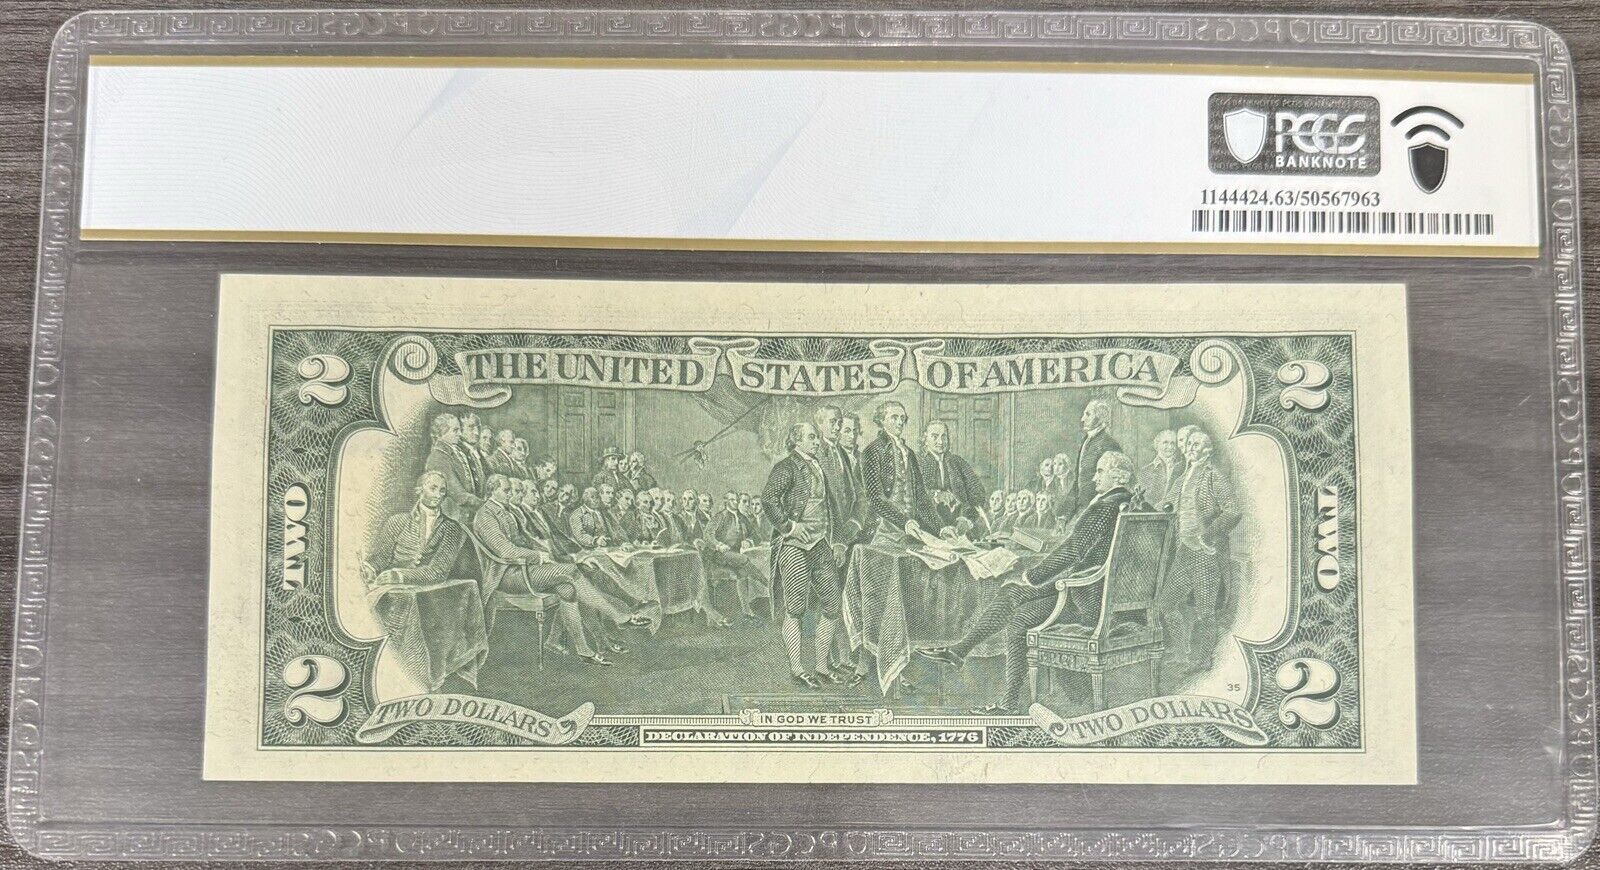 PCGS
BANKNOTE
1144424.63/50567963
2 THE UNITED STATES OF AMERICA 2
TWO TWO
35
2 TWO DOLLARS IN GOD WE TRUST TWO DOLLARS 2
DECLARATION OF INDEPENDENCE, 1776